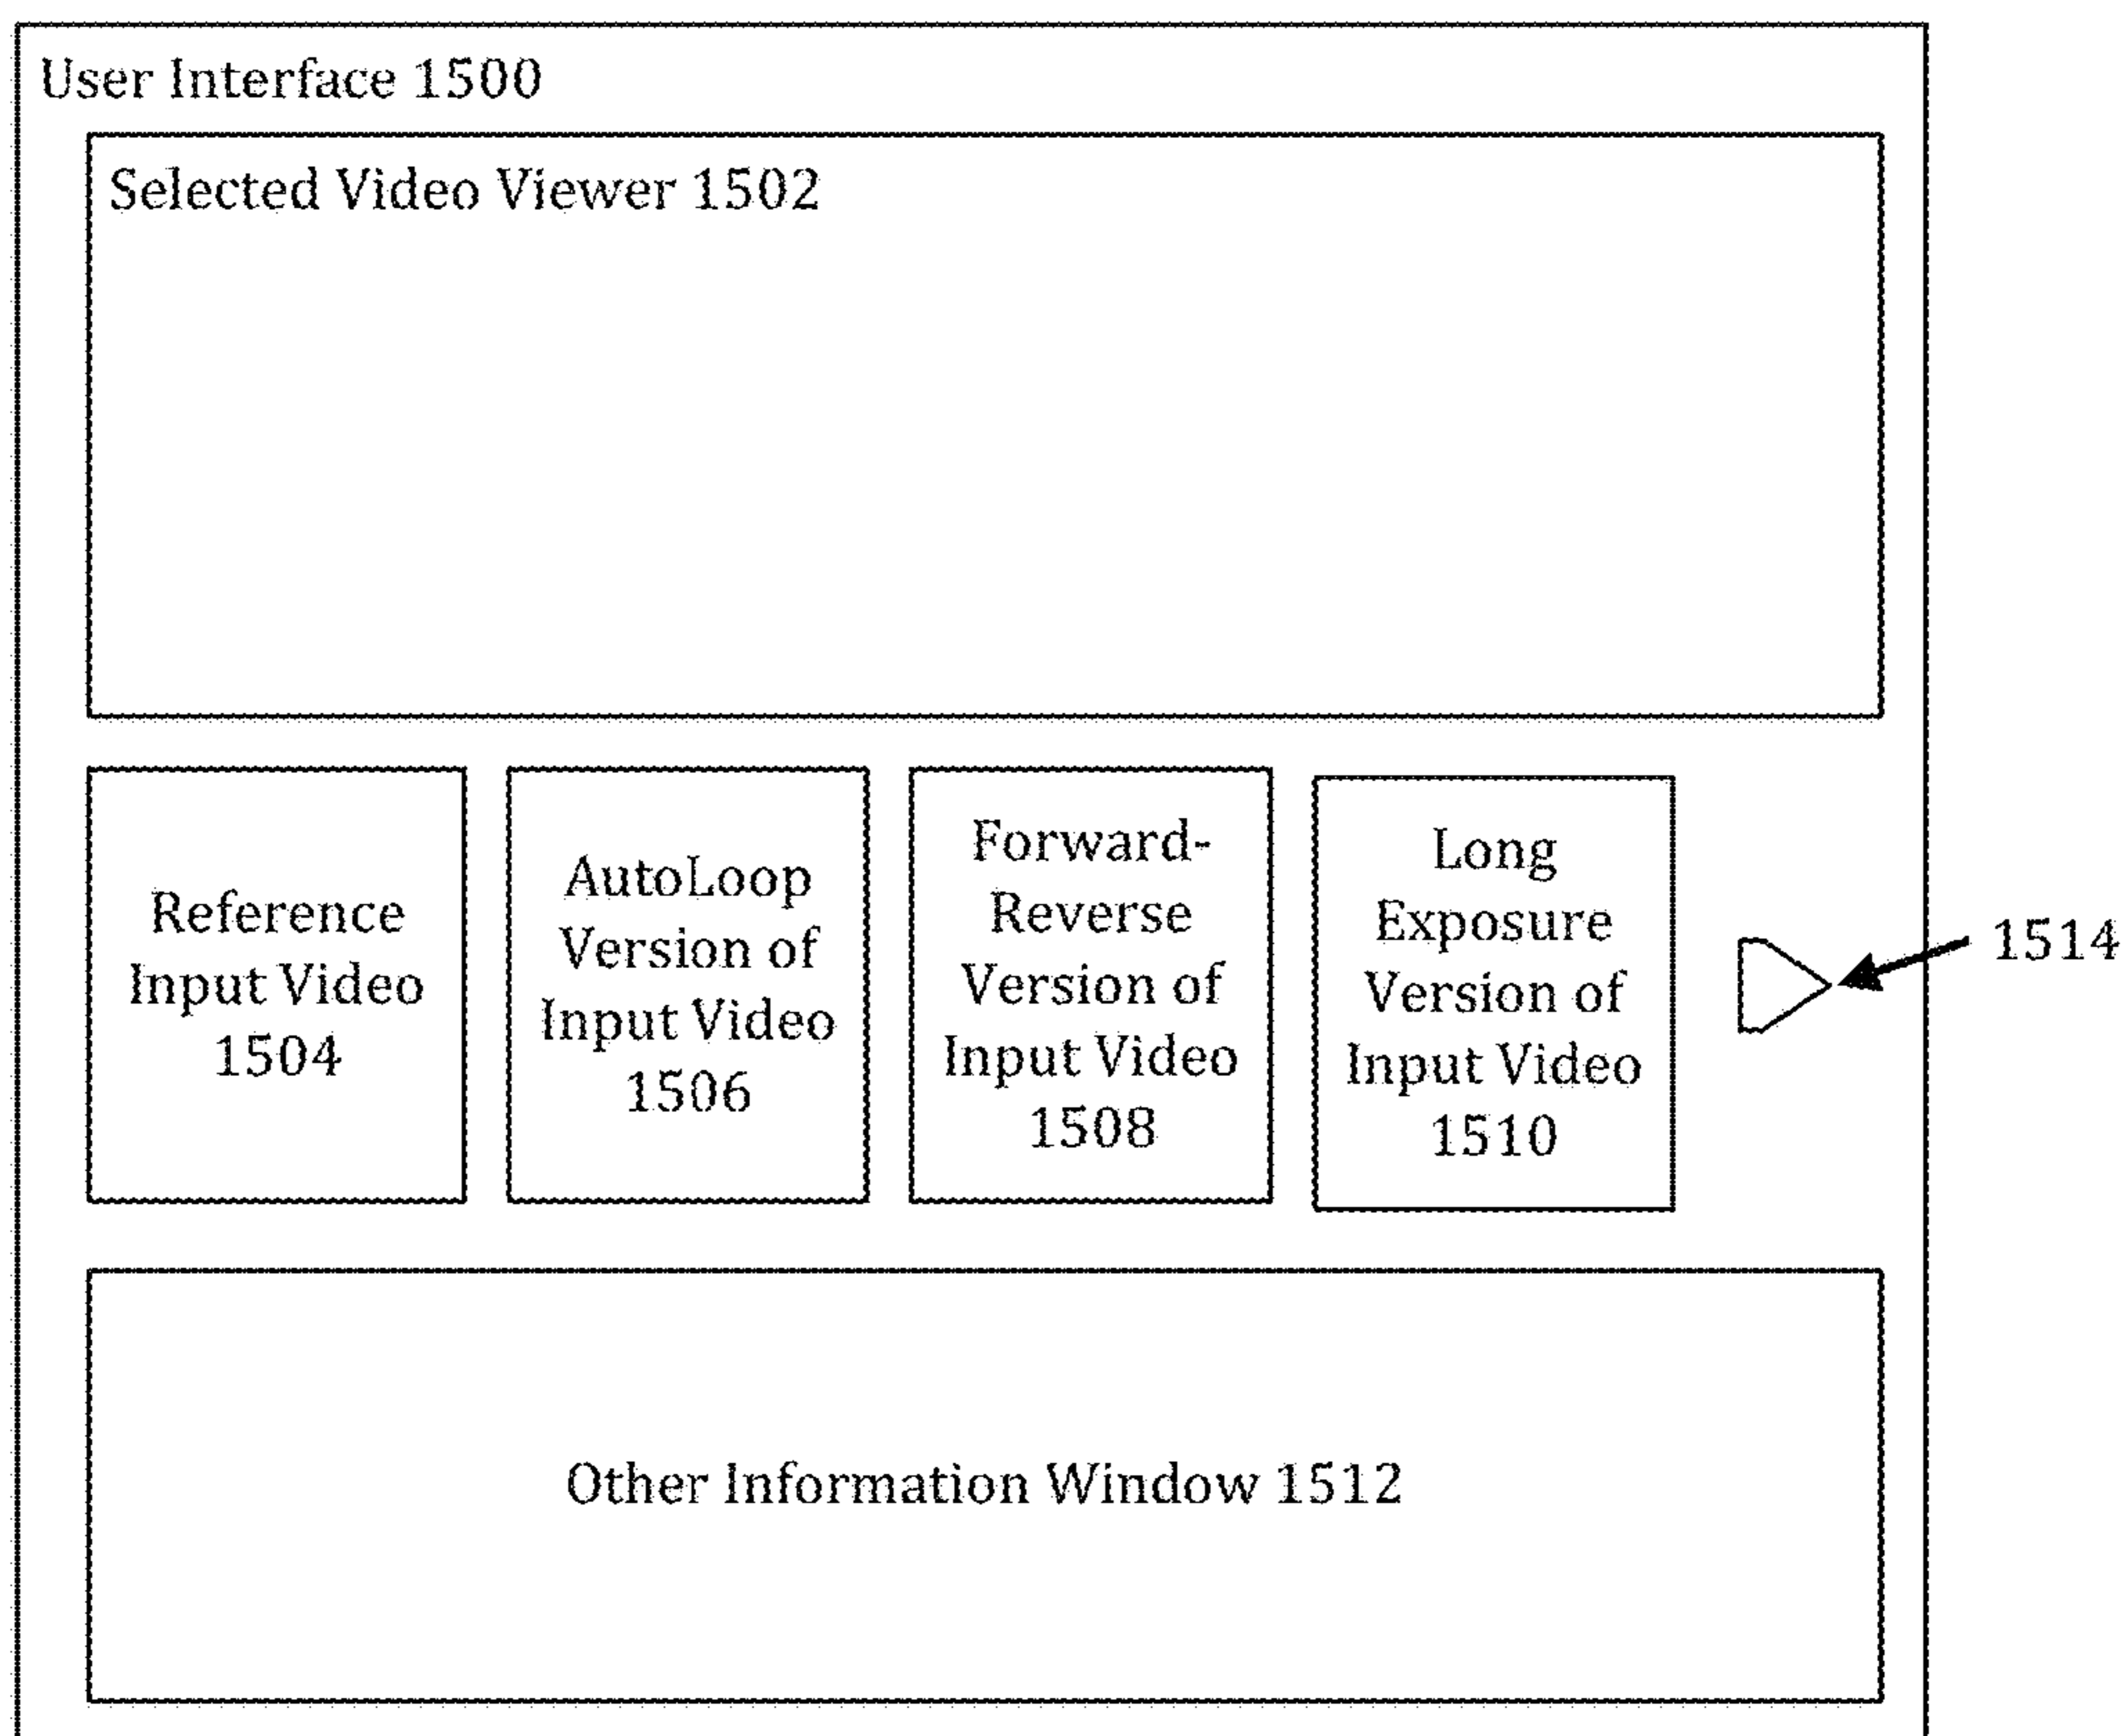 User Interface 1500
Selected Video Viewer 1502
Reference
Input Video
1504
AutoLoop
Version of
Input Video
1506
Forward-
Reverse
Version of
Input Video
1508
Long
Exposure
Version of
Input Video
1510
1514
Other Information Window 1512